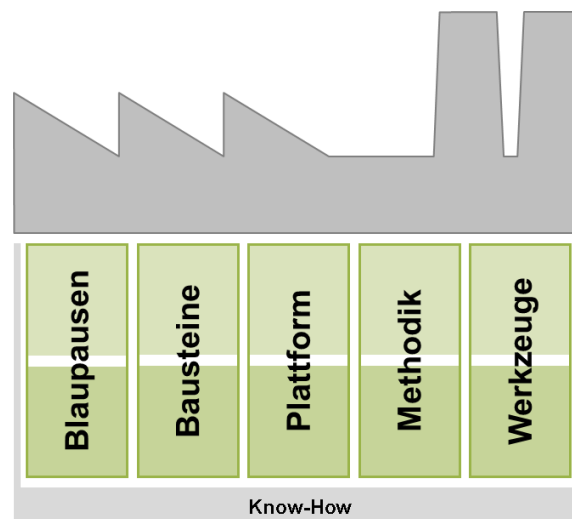 Blaupausen
Bausteine
Plattform
Methodik
Werkzeuge
Know-How